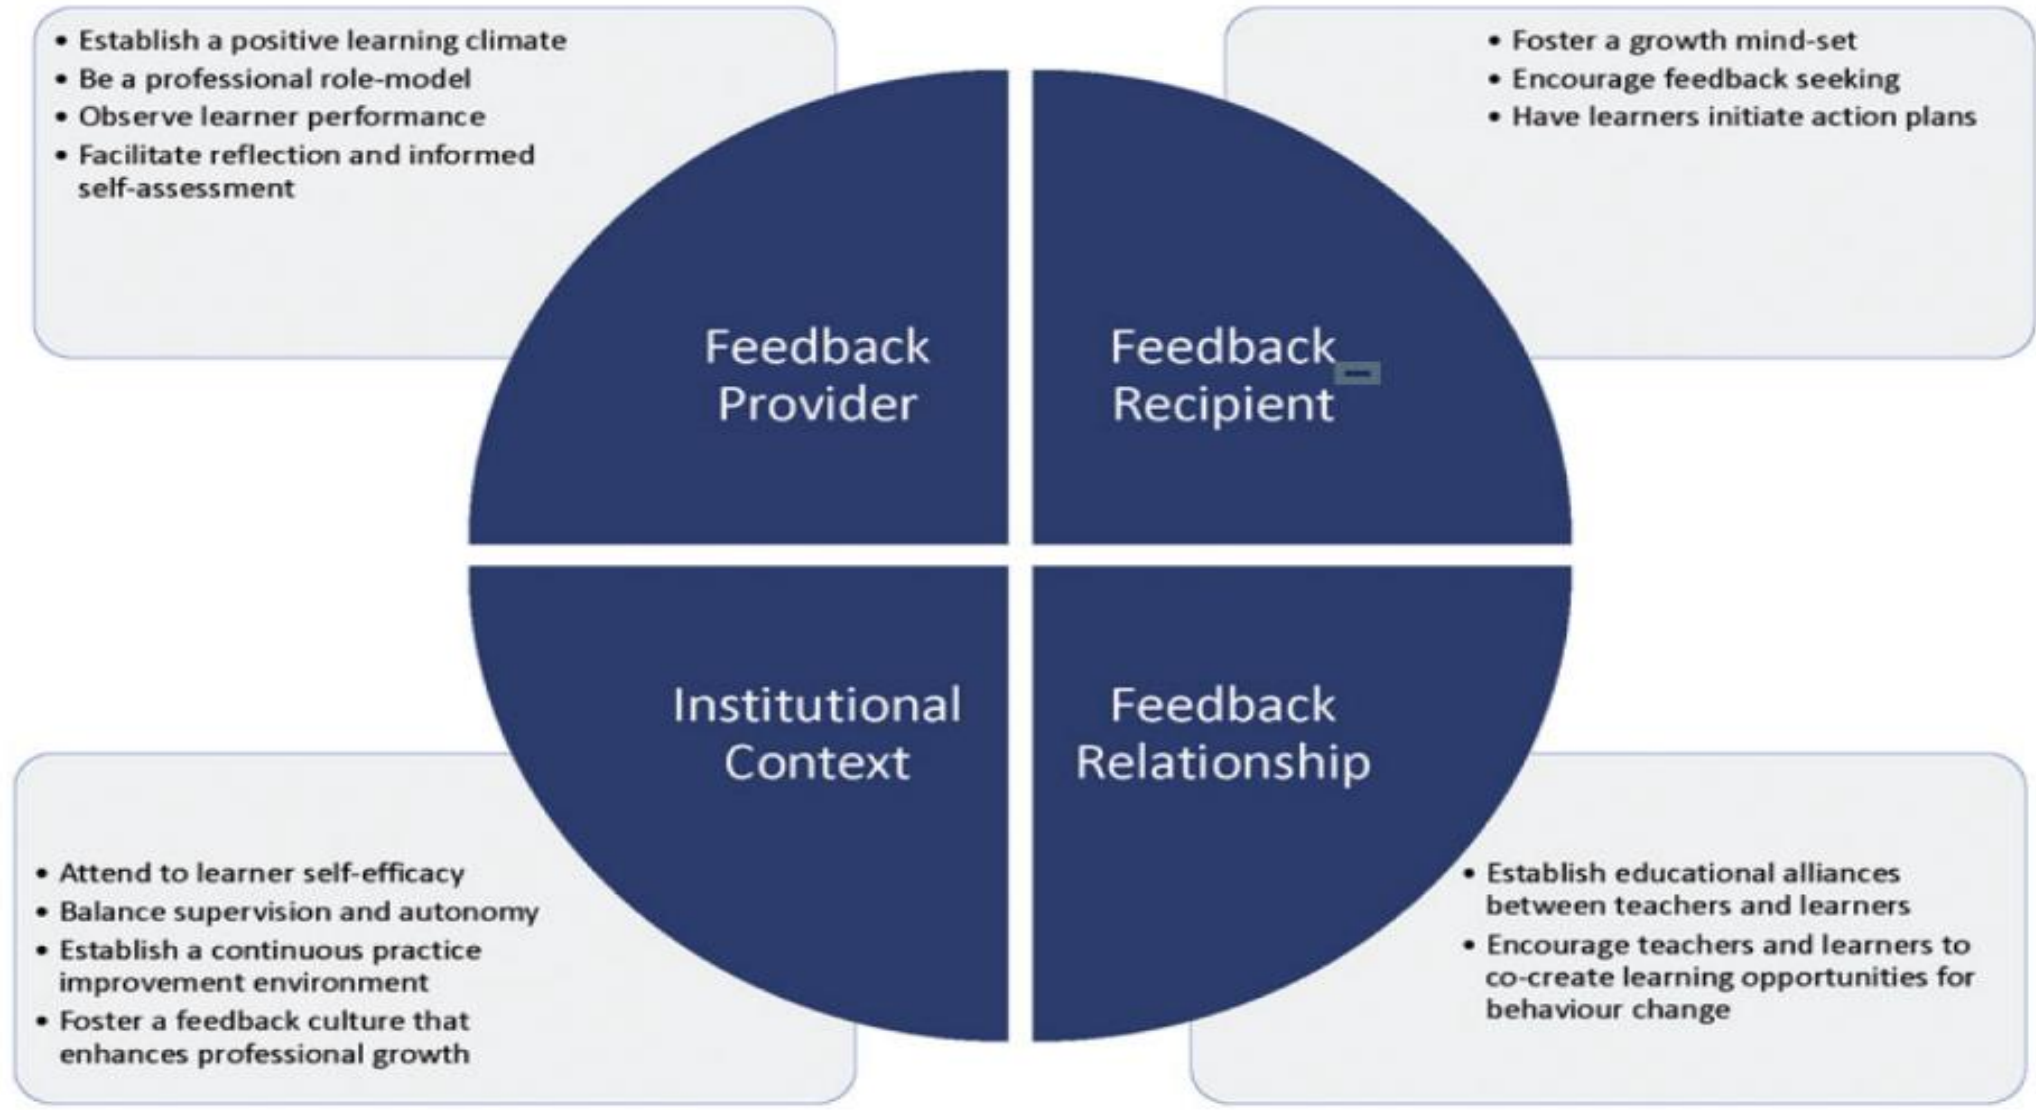 • Establish a positive learning climate
• Be a professional role-model
• Observe learner performance
• Facilitate reflection and informed
self-assessment
• Foster a growth mind-set
• Encourage feedback seeking
• Have learners initiate action plans
Feedback
Provider
Feedback
Recipient
Institutional
Context
Feedback
Relationship
• Attend to learner self-efficacy
• Balance supervision and autonomy
• Establish a continuous practice
improvement environment
• Foster a feedback culture that
enhances professional growth
• Establish educational alliances
between teachers and learners
• Encourage teachers and learners to
co-create learning opportunities for
behaviour change